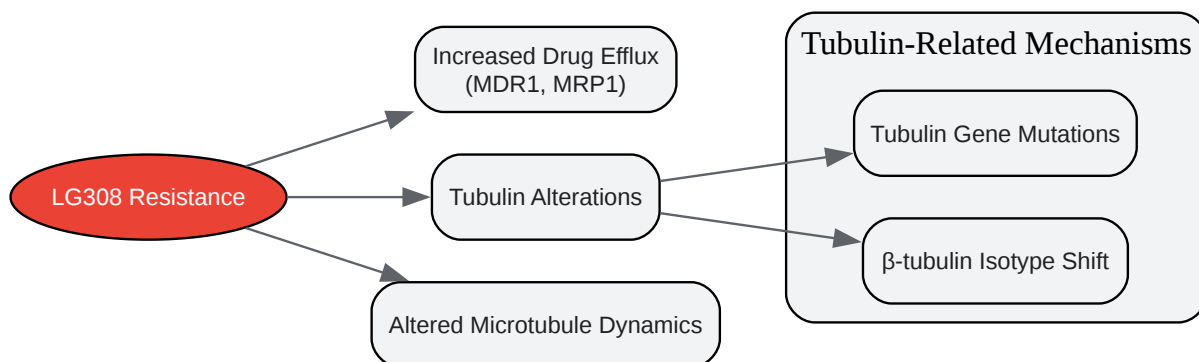 LG308 Resistance
Increased Drug Efflux
(MDR1, MRP1)
Tubulin Alterations
Altered Microtubule Dynamics
Tubulin-Related Mechanisms
Tubulin Gene Mutations
β-tubulin Isotype Shift